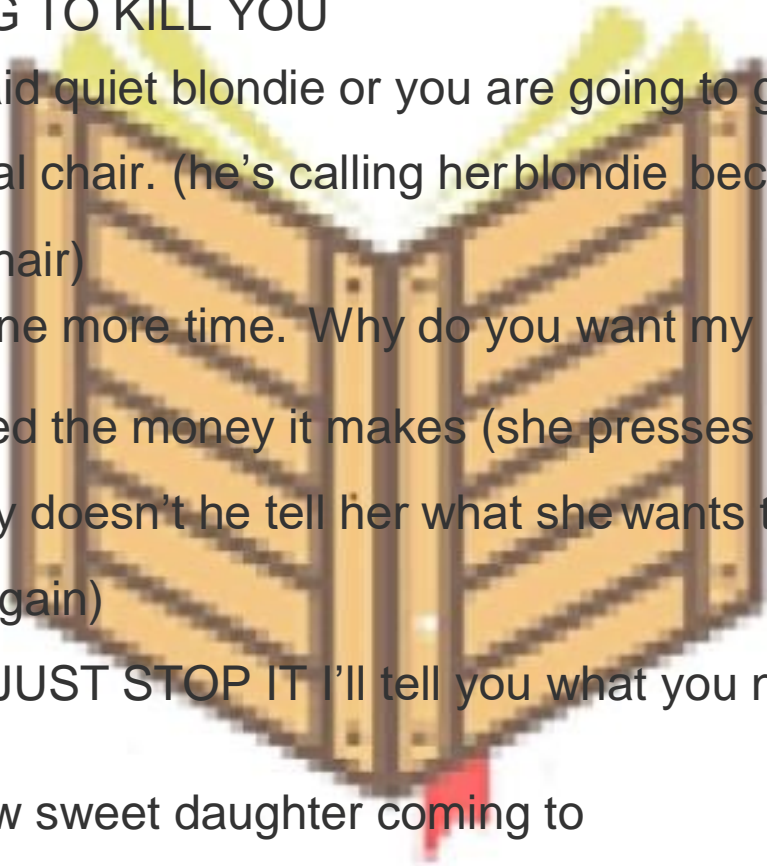 G TO KILL YOU
id quiet blondie or you are going to g
al chair. (he's calling her blondie bec
hair)
ne more time. Why do you want my
ed the money it makes (she presses
y doesn't he tell her what she wants t
gain)
JUST STOP IT I'll tell you what you n
w sweet daughter coming to